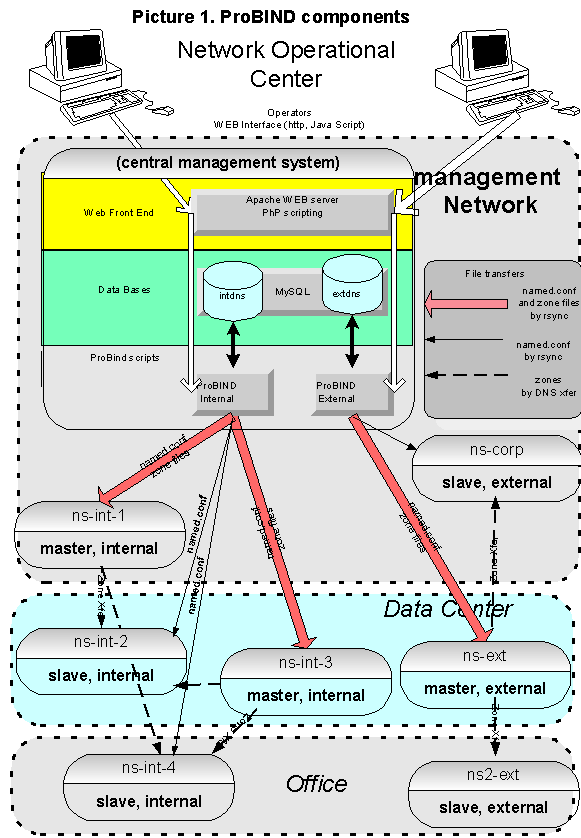 Picture 1. ProBIND components
Network Operational
Center
Operators
WEB Interface (http, Java Script)
(central management system)
management
Network
Web Front End
Apache WEB server
PhP scripting
Data Bases
intdns
MySQL
extdns
File transfers
named.conf
and zone files
by rsync
named.conf
by rsync
zones
by DNS xfer
ProBind scripts
ProBIND
Internal
ProBIND
External
named.conf
zone files
named.conf
named.conf
named.conf
zone files
named.conf
zone files
ns-corp
slave, external
ns-int-1
master, internal
zone Xfer
zone Xfer
Data Center
ns-int-2
slave, internal
ns-int-3
master, internal
ns-ext
master, external
ns-int-4
slave, internal
Office
ns2-ext
slave, external